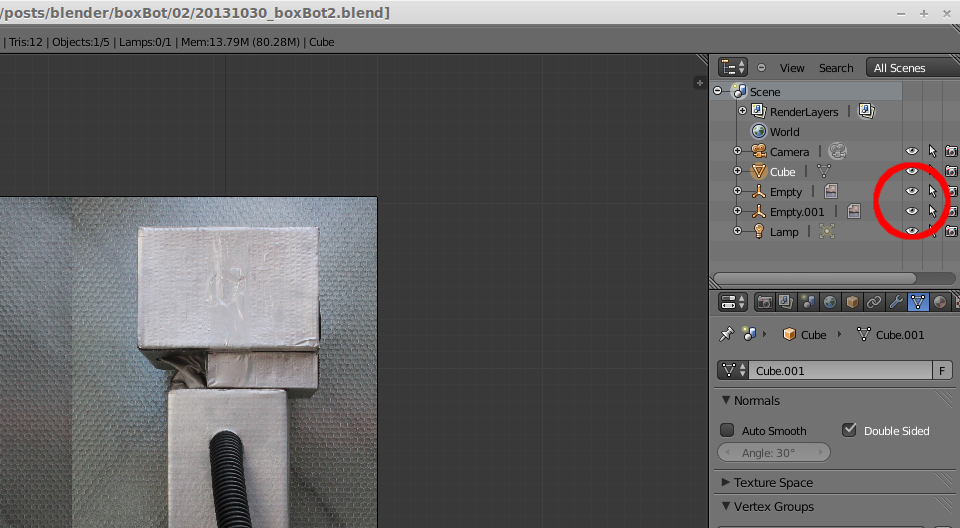 /posts/blender/boxBot/02/20131030_boxBot2.blend]
| Tris:12 | Objects:1/5 | Lamps:0/1 | Mem:13.79M (80.28M) | Cube
View Search All Scenes
Scene
RenderLayers
World
Camera
Cube
Empty
Empty.001
Lamp
Cube Cube.001
Cube.001 F
Normals
Auto Smooth Double Sided
Angle: 30°
Texture Space
Vertex Groups